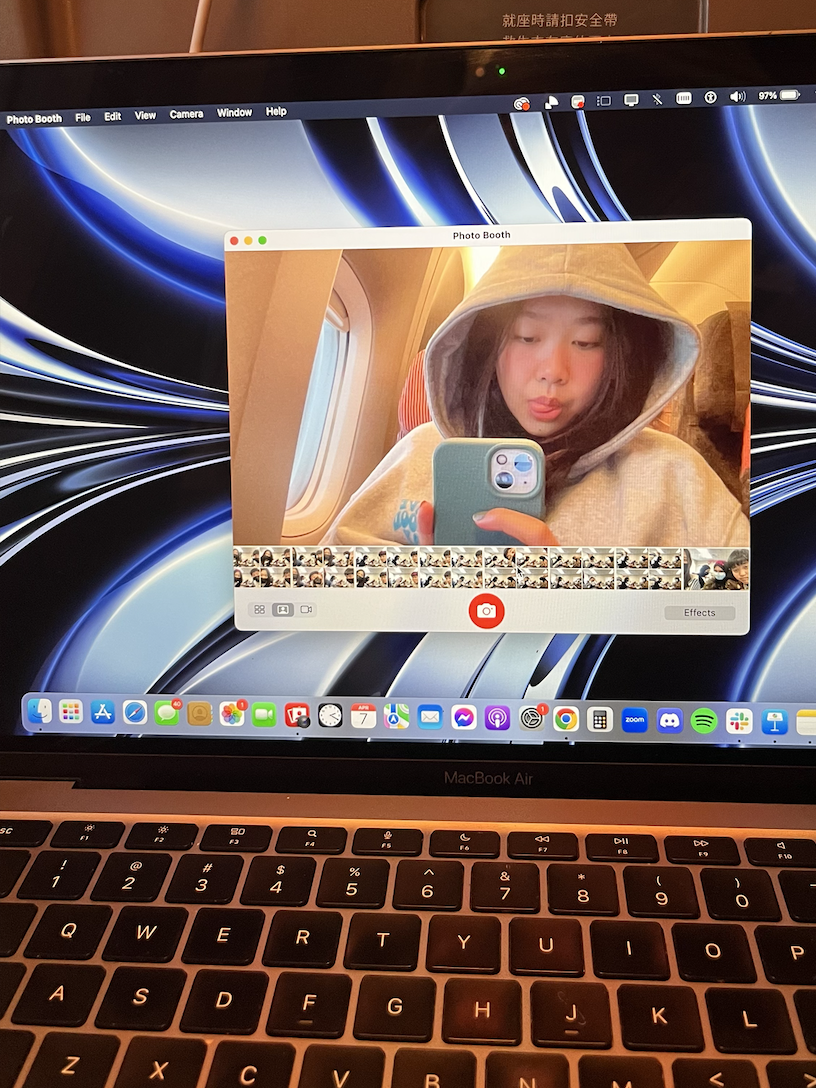 就座時請扣安全帶
Photo Booth File Edit View Camera Window Help 97%
Photo Booth
Effects
40 1 APR 7 1 zoom
MacBook Air
sc F1 F2 F3 F4 F5 F6 F7 F8 F9 F10
! @ # $ % ^ & * ( )
1 2 3 4 5 6 7 8 9 0
Q W E R T Y U I O P
A S D F G H J K L
Z X C V B N M < >